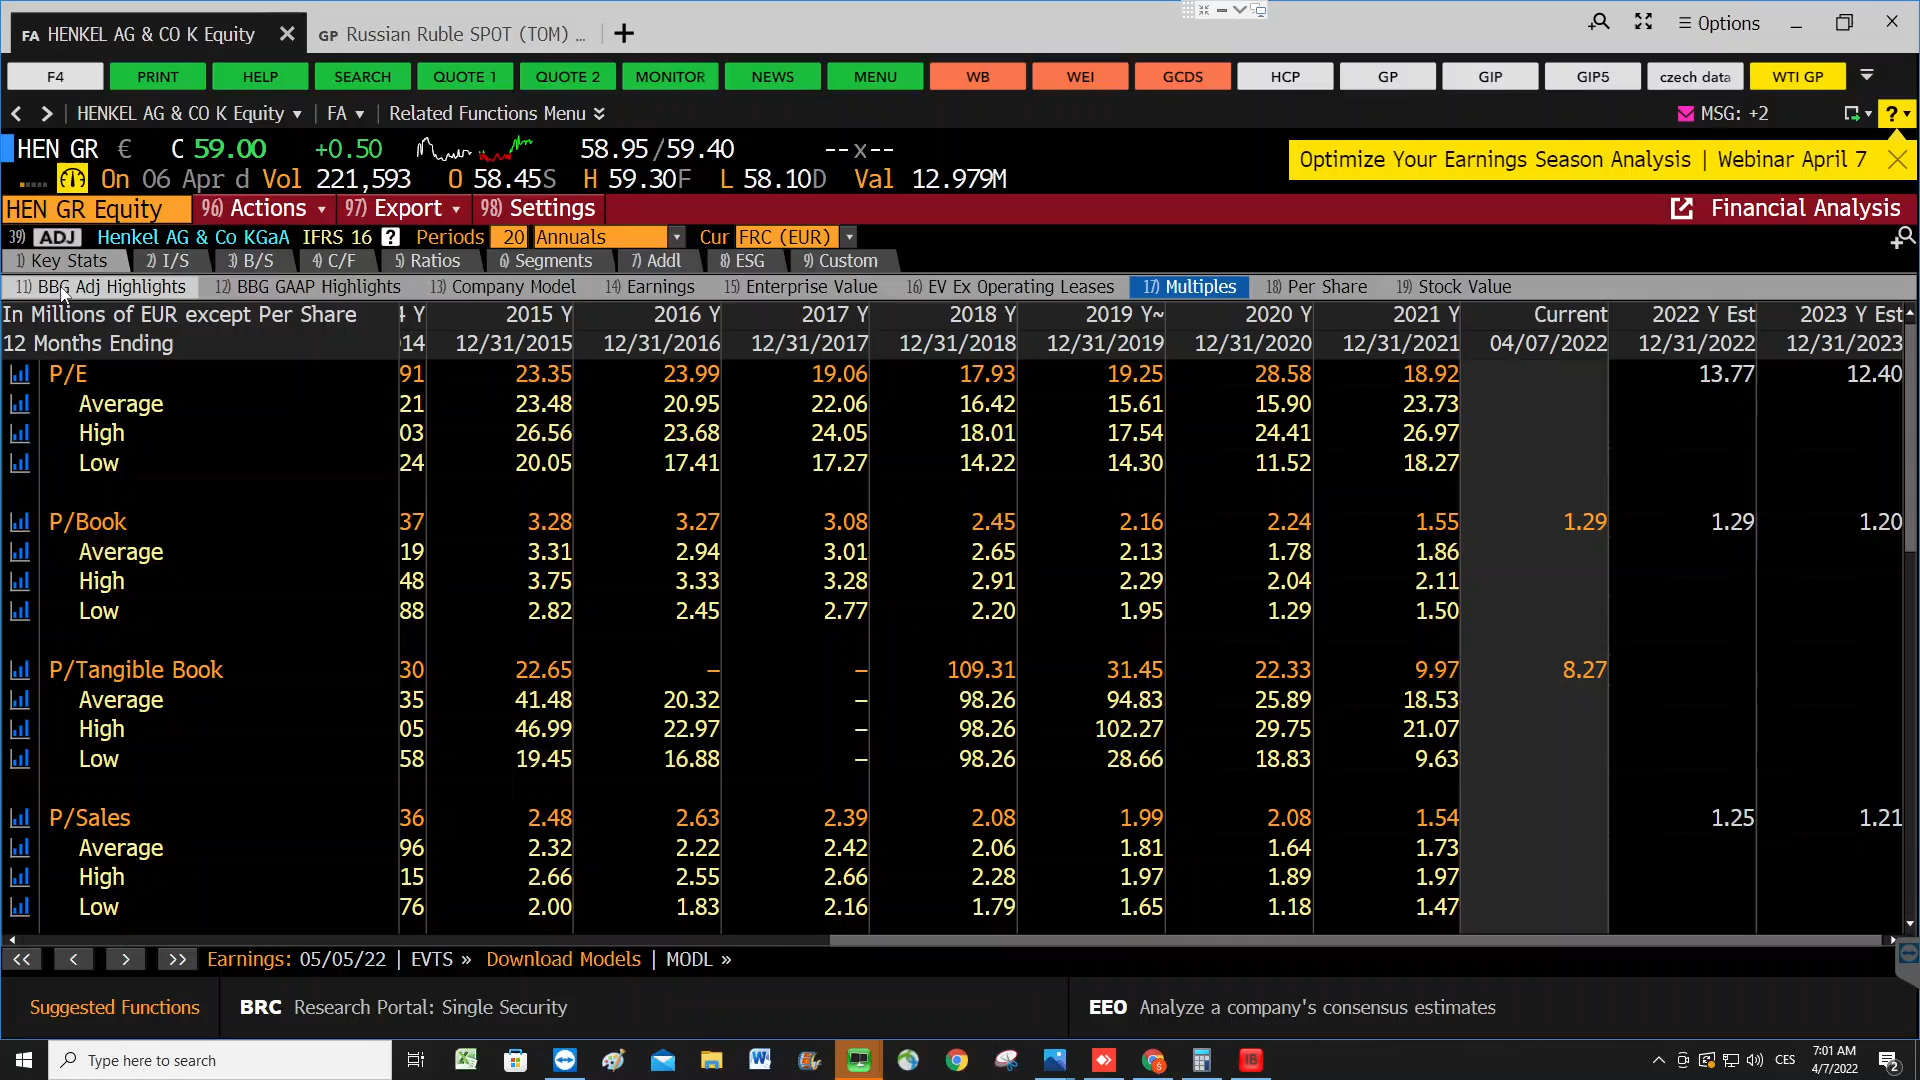 FA HENKEL AG & CO K Equity
GP Russian Ruble SPOT (TOM) ...
Options
F4 PRINT HELP SEARCH QUOTE 1 QUOTE 2 MONITOR NEWS MENU WB WEI GCDS HCP GP GIP GIP5 czech data WTI GP
HENKEL AG & CO K Equity FA Related Functions Menu MSG: +2 ?
HEN GR € C 59.00 +0.50 58.95/59.40 --x--
Optimize Your Earnings Season Analysis | Webinar April 7
On 06 Apr d Vol 221,593 O 58.45S H 59.30F L 58.10D Val 12.979M
HEN GR Equity 96) Actions 97) Export 98) Settings Financial Analysis
39) ADJ Henkel AG & Co KGaA IFRS 16 ? Periods 20 Annuals Cur FRC (EUR)
1) Key Stats 2) I/S 3) B/S 4) C/F 5) Ratios 6) Segments 7) Addl 8) ESG 9) Custom
11) BBG Adj Highlights 12) BBG GAAP Highlights 13) Company Model 14) Earnings 15) Enterprise Value 16) EV Ex Operating Leases 17) Multiples 18) Per Share 19) Stock Value
In Millions of EUR except Per Share 4 Y 2015 Y 2016 Y 2017 Y 2018 Y 2019 Y~ 2020 Y 2021 Y Current 2022 Y Est 2023 Y Est
12 Months Ending 14 12/31/2015 12/31/2016 12/31/2017 12/31/2018 12/31/2019 12/31/2020 12/31/2021 04/07/2022 12/31/2022 12/31/2023
P/E 91 23.35 23.99 19.06 17.93 19.25 28.58 18.92 13.77 12.40
Average 21 23.48 20.95 22.06 16.42 15.61 15.90 23.73
High 03 26.56 23.68 24.05 18.01 17.54 24.41 26.97
Low 24 20.05 17.41 17.27 14.22 14.30 11.52 18.27
P/Book 37 3.28 3.27 3.08 2.45 2.16 2.24 1.55 1.29 1.29 1.20
Average 19 3.31 2.94 3.01 2.65 2.13 1.78 1.86
High 48 3.75 3.33 3.28 2.91 2.29 2.04 2.11
Low 88 2.82 2.45 2.77 2.20 1.95 1.29 1.50
P/Tangible Book 30 22.65 – – 109.31 31.45 22.33 9.97 8.27
Average 35 41.48 20.32 – 98.26 94.83 25.89 18.53
High 05 46.99 22.97 – 98.26 102.27 29.75 21.07
Low 58 19.45 16.88 – 98.26 28.66 18.83 9.63
P/Sales 36 2.48 2.63 2.39 2.08 1.99 2.08 1.54 1.25 1.21
Average 96 2.32 2.22 2.42 2.06 1.81 1.64 1.73
High 15 2.66 2.55 2.66 2.28 1.97 1.89 1.97
Low 76 2.00 1.83 2.16 1.79 1.65 1.18 1.47
<< < > >> Earnings: 05/05/22 | EVTS » Download Models | MODL »
Suggested Functions BRC Research Portal: Single Security EEO Analyze a company's consensus estimates
Type here to search
CES
7:01 AM
4/7/2022
2
IB